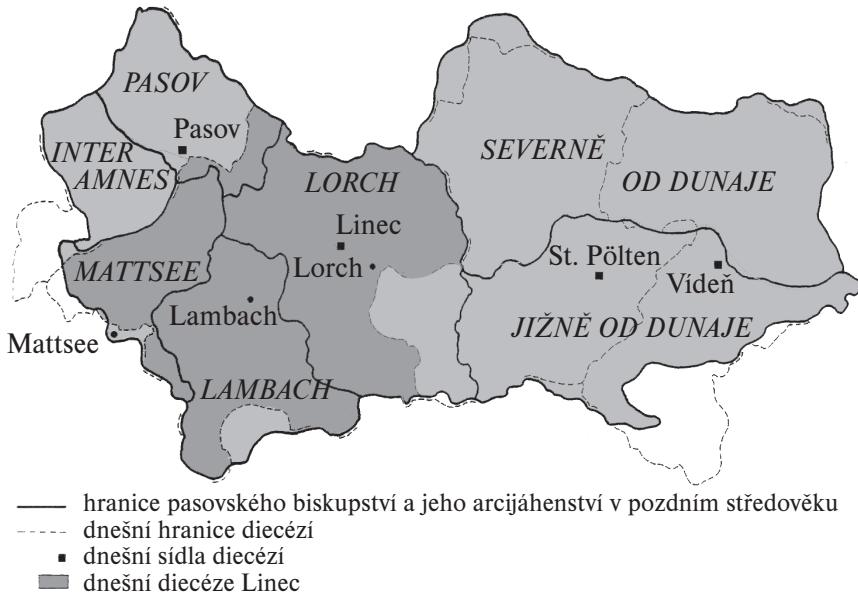 PASOV
Pasov
INTER
AMNES
SEVERNĚ
OD DUNAJE
LORCH
Linec
Lorch
MATTSEE
St. Pölten
Vídeň
Lambach
JIŽNĚ OD DUNAJE
Mattsee
LAMBACH
hranice pasovského biskupství a jeho arcijáhenství v pozdním středověku
dnešní hranice diecézí
dnešní sídla diecézí
dnešní diecéze Linec